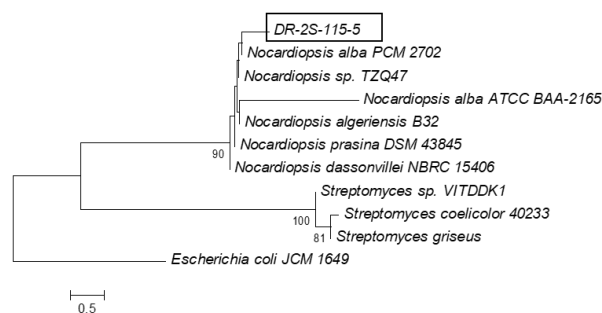 DR-2S-115-5
Nocardiopsis alba PCM 2702
Nocardiopsis sp. TZQ47
Nocardiopsis alba ATCC BAA-2165
Nocardiopsis algeriensis B32
Nocardiopsis prasina DSM 43845
90
Nocardiopsis dassonvillei NBRC 15406
Streptomyces sp. VITDDK1
100
Streptomyces coelicolor 40233
81
Streptomyces griseus
Escherichia coli JCM 1649
0.5